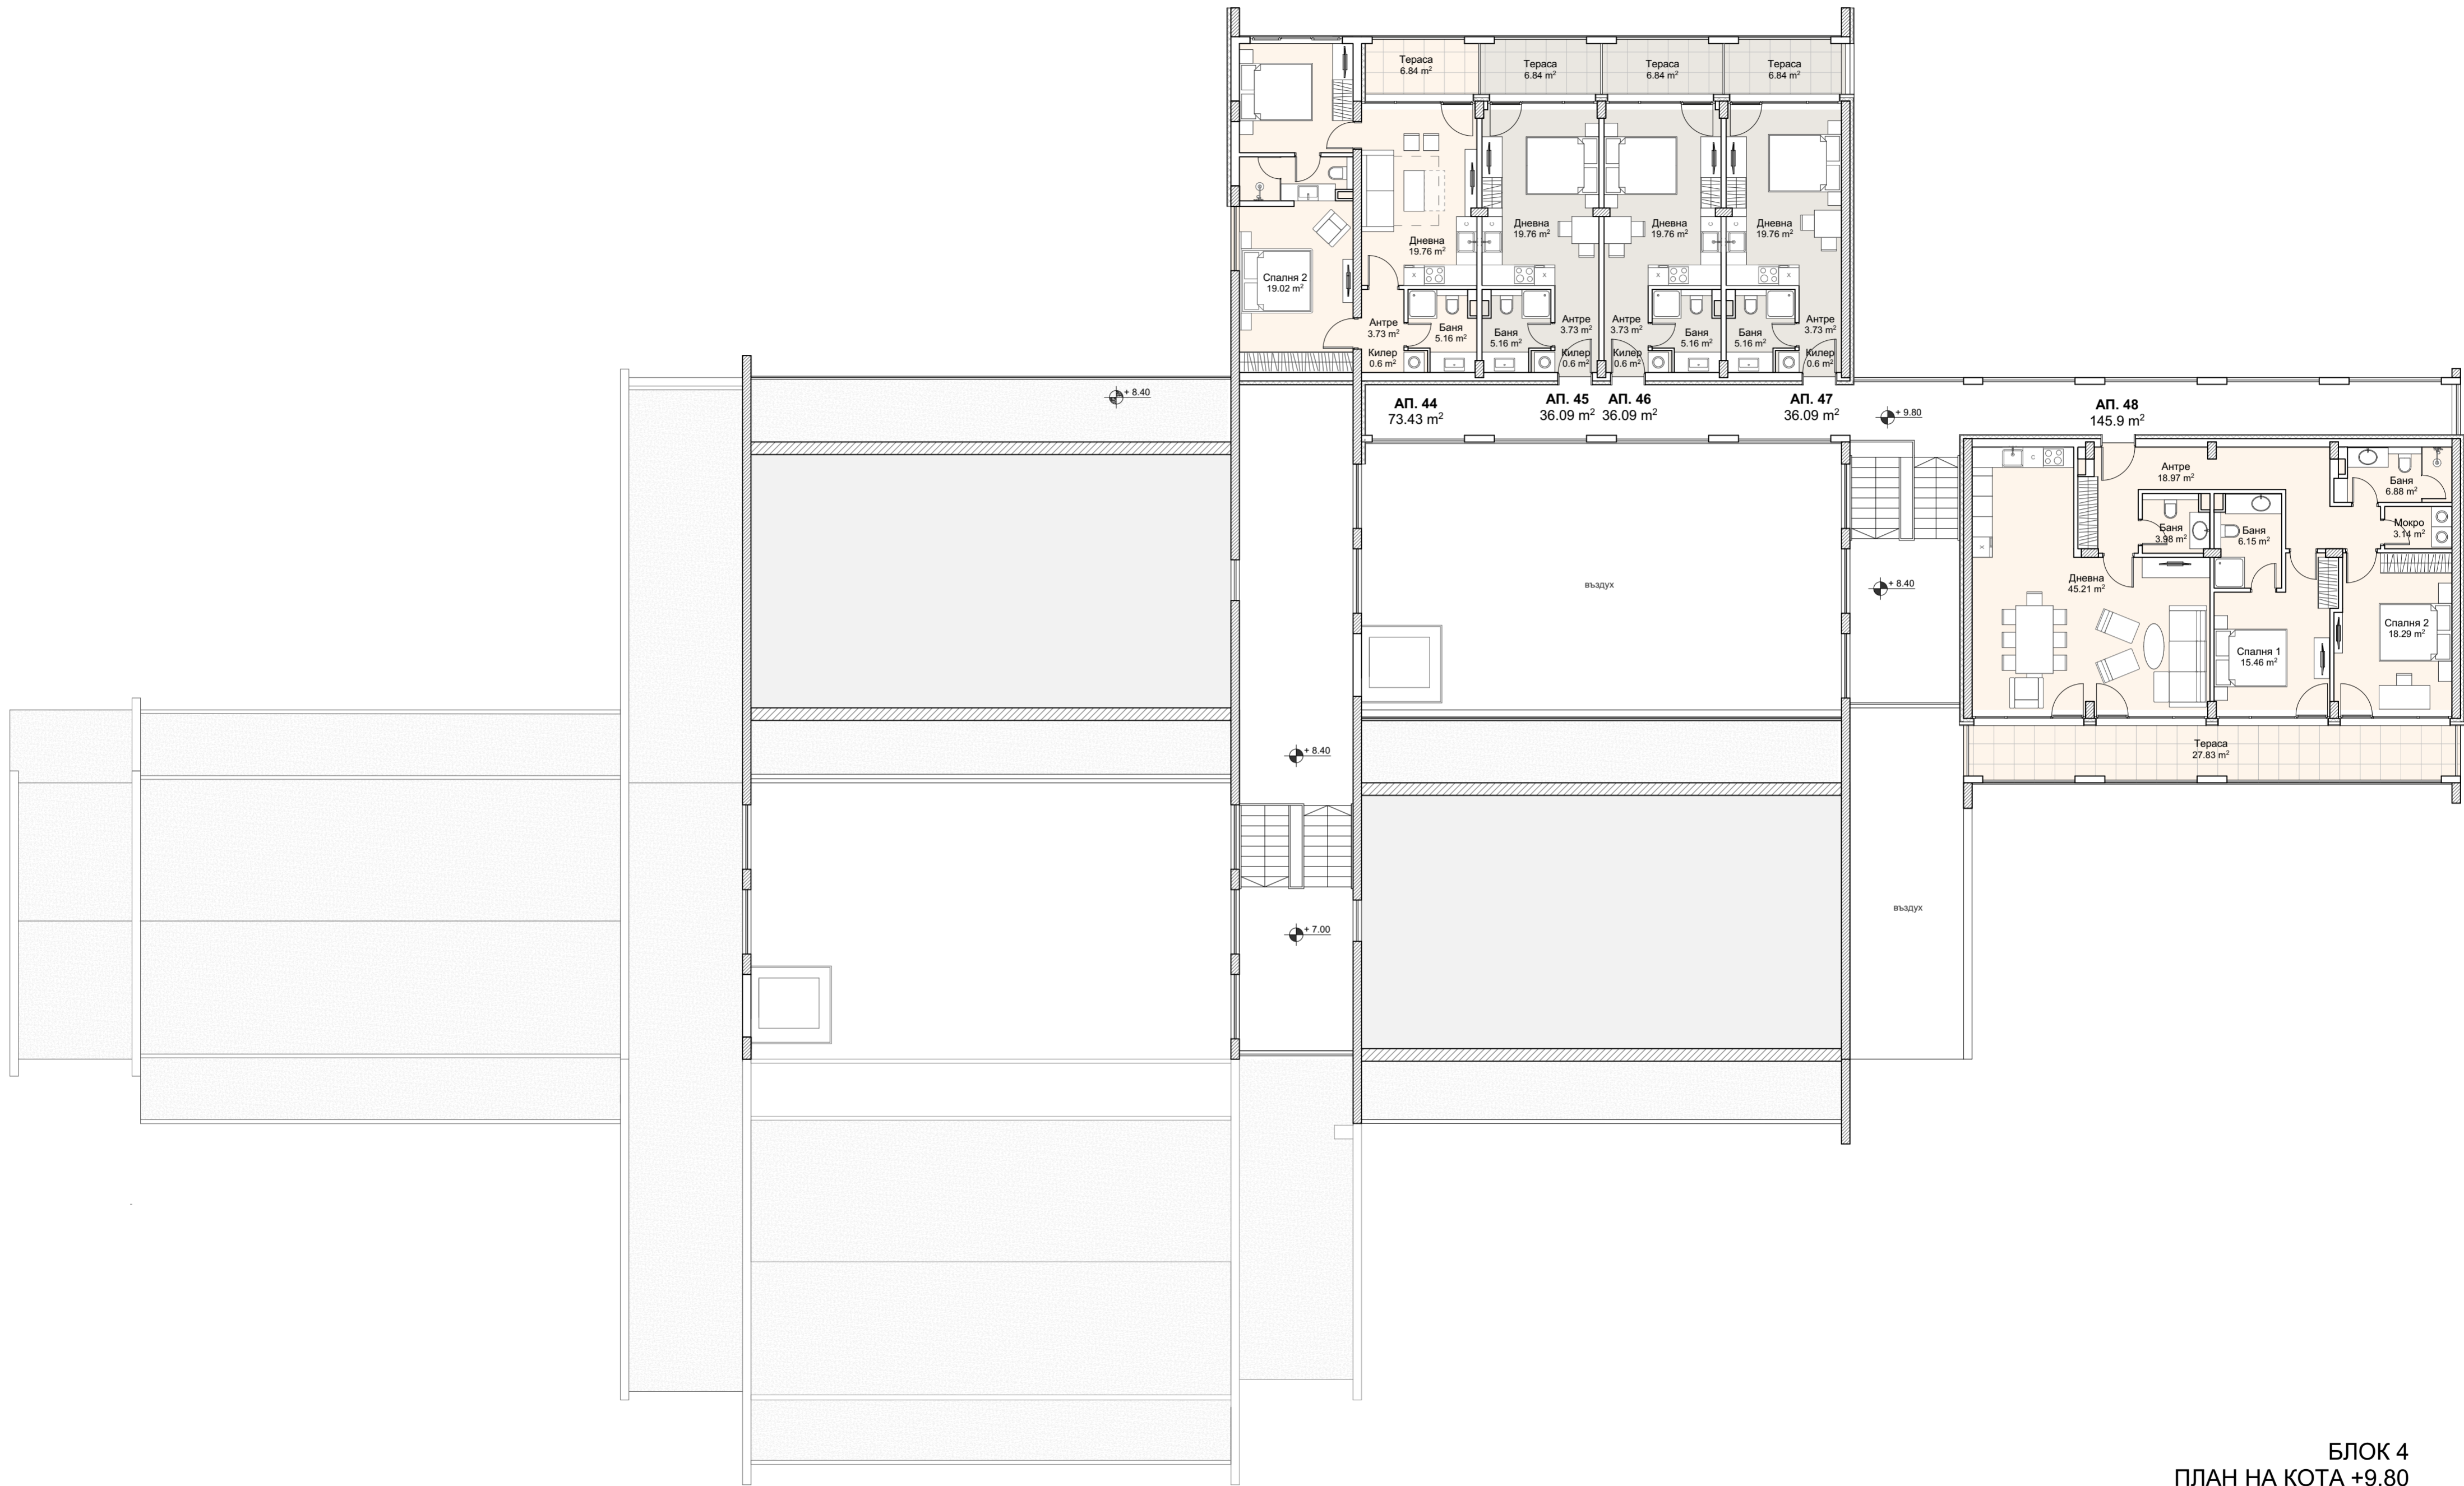 Тераса
6.84 m²
Тераса
6.84 m²
Тераса
6.84 m²
Тераса
6.84 m²
Дневна
19.76 m²
Дневна
19.76 m²
Дневна
19.76 m²
Дневна
19.76 m²
Спалня 2
19.02 m²
Антре
3.73 m²
Килер
0.6 m²
Баня
5.16 m²
Баня
5.16 m²
Антре
3.73 m²
Килер
0.6 m²
Антре
3.73 m²
Килер
0.6 m²
Баня
5.16 m²
Баня
5.16 m²
Антре
3.73 m²
Килер
0.6 m²
C
C
C
C
X
X
X
X
+ 8.40
АП. 44
73.43 m²
АП. 45
36.09 m²
АП. 46
36.09 m²
АП. 47
36.09 m²
+ 9.80
АП. 48
145.9 m²
Антре
18.97 m²
Баня
6.88 m²
Мокро
3.14 m²
Баня
3.98 m²
Баня
6.15 m²
C
X
Дневна
45.21 m²
Спалня 1
15.46 m²
Спалня 2
18.29 m²
Тераса
27.83 m²
въздух
+ 8.40
+ 8.40
+ 7.00
въздух
БЛОК 4
ПЛАН НА КОТА +9.80